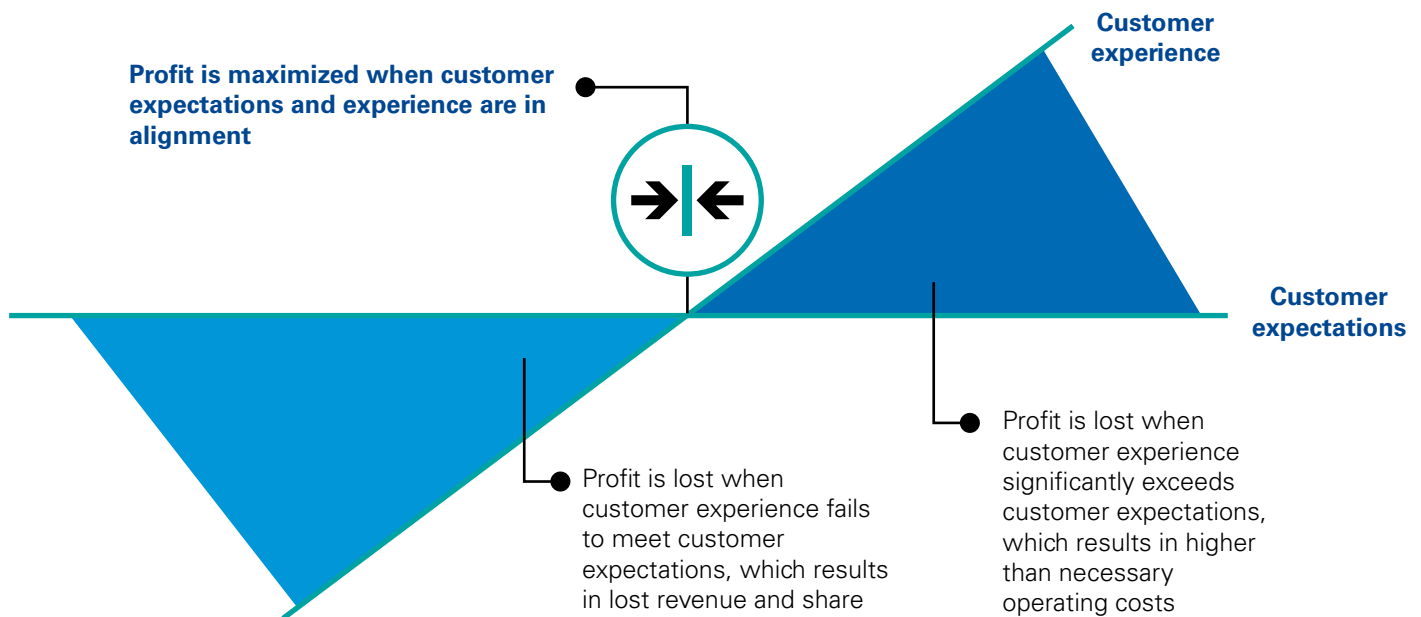 Profit is maximized when customer
expectations and experience are in
alignment
Customer
experience
Customer
expectations
Profit is lost when
customer experience fails
to meet customer
expectations, which results
in lost revenue and share
Profit is lost when
customer experience
significantly exceeds
customer expectations,
which results in higher
than necessary
operating costs